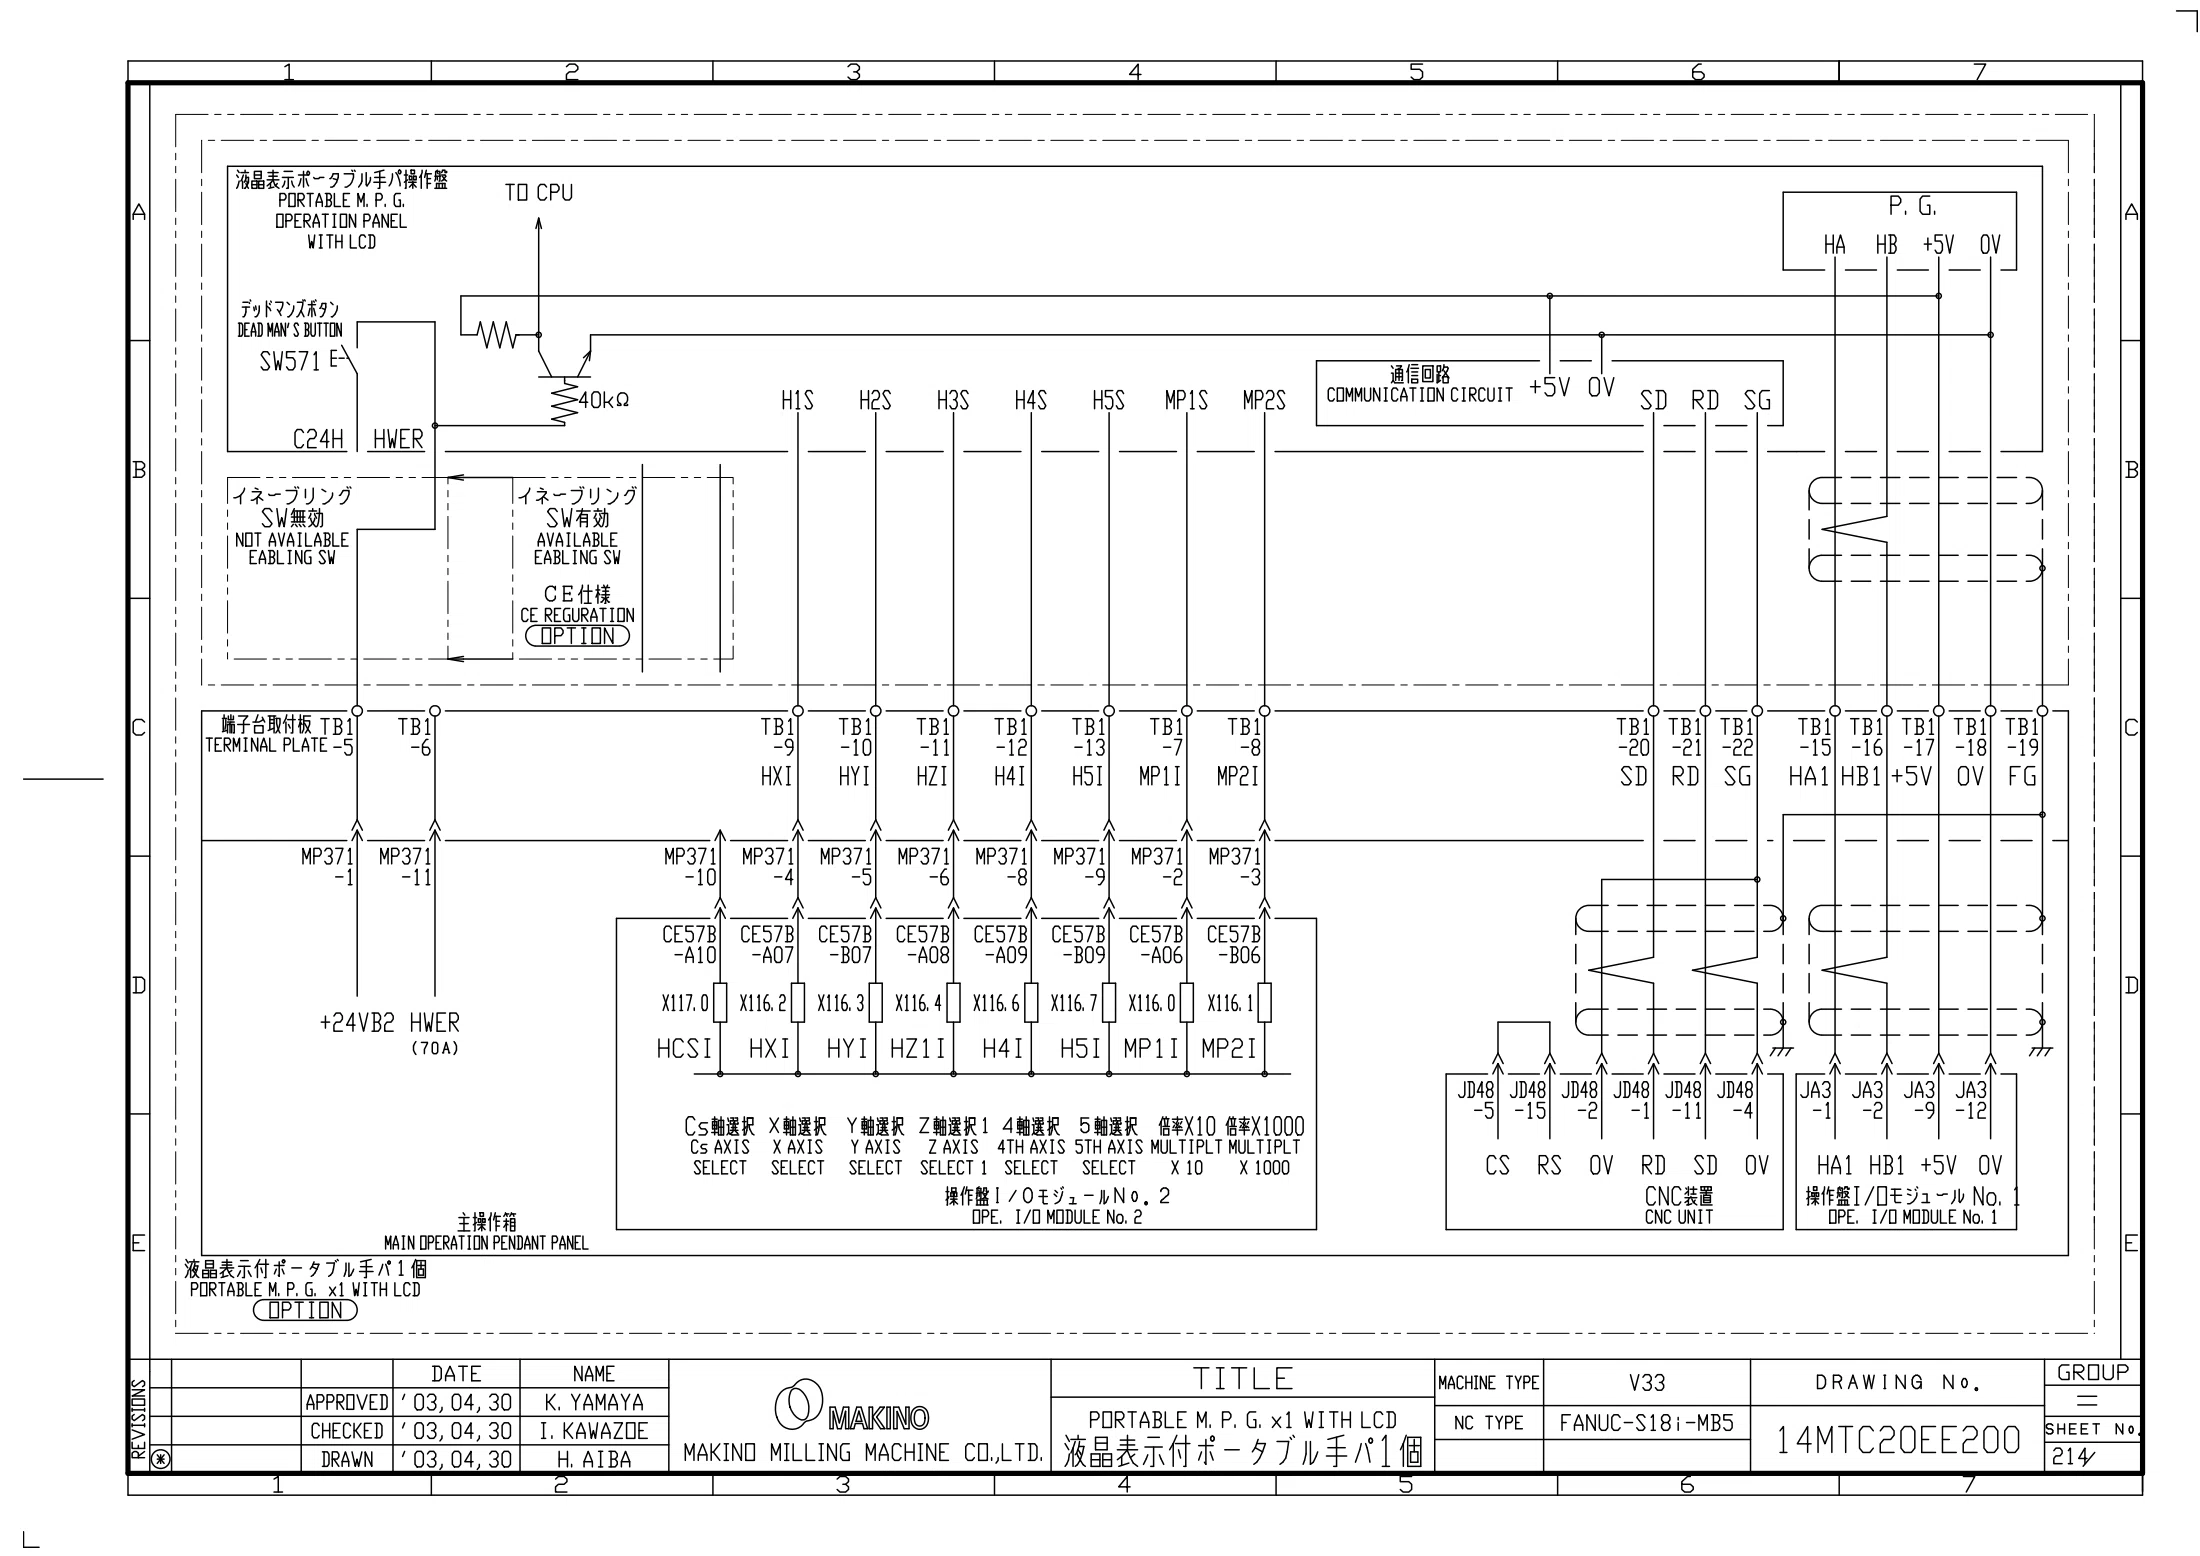 1 2 3 4 5 6 7
A A
液晶表示ポータブル手パ操作盤
PORTABLE M. P. G.
OPERATION PANEL
WITH LCD
TO CPU
P. G.
HA HB +5V 0V
デッドマンズボタン
DEAD MAN'S BUTTON
SW571 E
40kΩ
C24H HWER
H1S H2S H3S H4S H5S MP1S MP2S
通信回路
COMMUNICATION CIRCUIT
+5V 0V
SD RD SG
B B
イネーブリング
SW無効
NOT AVAILABLE
EABLING SW
イネーブリング
SW有効
AVAILABLE
EABLING SW
CE仕様
CE REGURATION
OPTION
C C
端子台取付板
TERMINAL PLATE
TB1 TB1 TB1 TB1 TB1 TB1 TB1 TB1 TB1 TB1 TB1 TB1 TB1 TB1 TB1 TB1 TB1
-5 -6 -9 -10 -11 -12 -13 -7 -8 -20 -21 -22 -15 -16 -17 -18 -19
HXI HYI HZI H4I H5I MP1I MP2I SD RD SG HA1 HB1 +5V 0V FG
MP371 MP371 MP371 MP371 MP371 MP371 MP371 MP371 MP371 MP371
-1 -11 -10 -4 -5 -6 -8 -9 -2 -3
D D
CE57B CE57B CE57B CE57B CE57B CE57B CE57B CE57B
-A10 -A07 -B07 -A08 -A09 -B09 -A06 -B06
X117.0 X116.2 X116.3 X116.4 X116.6 X116.7 X116.0 X116.1
+24VB2 HWER
(70A)
HCSI HXI HYI HZ1I H4I H5I MP1I MP2I
JD48 JD48 JD48 JD48 JD48 JD48 JA3 JA3 JA3 JA3
-5 -15 -2 -1 -11 -4 -1 -2 -9 -12
Cs軸選択 X軸選択 Y軸選択 Z軸選択1 4軸選択 5軸選択 倍率X10 倍率X1000
Cs AXIS X AXIS Y AXIS Z AXIS 4TH AXIS 5TH AXIS MULTIPLT MULTIPLT
SELECT SELECT SELECT SELECT 1 SELECT SELECT X 10 X 1000
CS RS 0V RD SD 0V HA1 HB1 +5V 0V
操作盤I/OモジュールNo. 2
OPE. I/O MODULE No. 2
CNC装置
CNC UNIT
操作盤I/OモジュールNo. 1
OPE. I/O MODULE No. 1
E E
主操作箱
MAIN OPERATION PENDANT PANEL
液晶表示付ポータブル手パ1個
PORTABLE M. P. G. x1 WITH LCD
OPTION
REVISIONS
DATE NAME
APPROVED '03, 04, 30 K. YAMAYA
CHECKED '03, 04, 30 I. KAWAZOE
DRAWN '03, 04, 30 H. AIBA
MAKINO
MAKINO MILLING MACHINE CO.,LTD.
TITLE
PORTABLE M. P. G. x1 WITH LCD
液晶表示付ポータブル手パ1個
MACHINE TYPE V33
NC TYPE FANUC-S18i-MB5
DRAWING No.
14MTC20EE200
GROUP
=
SHEET No.
214/
1 2 3 4 5 6 7